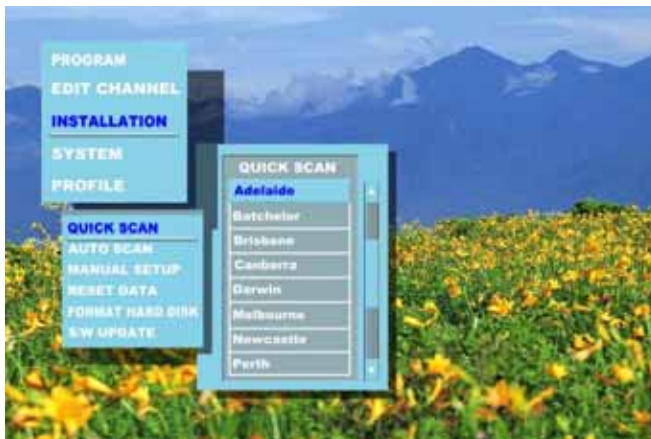 PROGRAM
EDIT CHANNEL
INSTALLATION
SYSTEM
PROFILE
QUICK SCAN
AUTO SCAN
MANUAL SETUP
RESET DATA
FORMAT HARD DISK
S/W UPDATE
QUICK SCAN
Adelaide
Batchelor
Brisbane
Canberra
Darwin
Melbourne
Newcastle
Perth